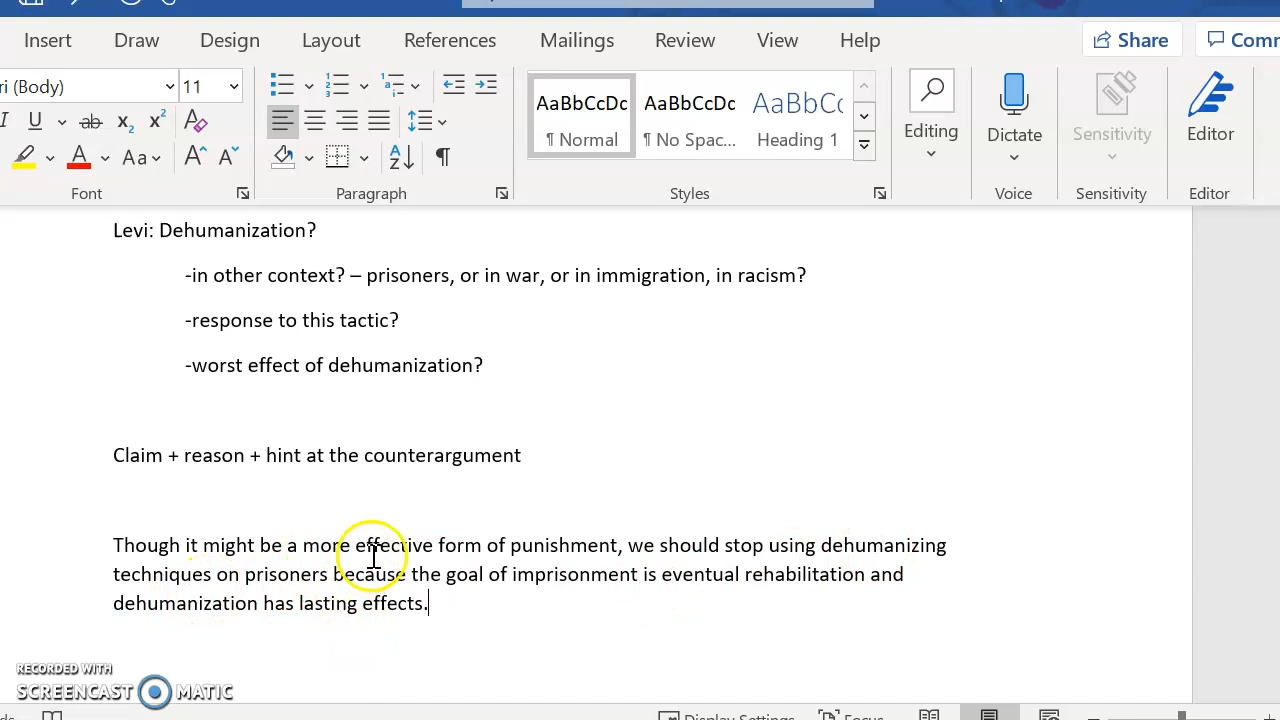 Insert Draw Design Layout References Mailings Review View Help Share Comm
ri (Body) 11
AaBbCcDc AaBbCcDc AaBbCc
¶ Normal ¶ No Spac... Heading 1
Editing Dictate Sensitivity Editor
I U ab x₂ x² A
A Aa A A
Font Paragraph Styles Voice Sensitivity Editor
Levi: Dehumanization?
-in other context? – prisoners, or in war, or in immigration, in racism?
-response to this tactic?
-worst effect of dehumanization?
Claim + reason + hint at the counterargument
Though it might be a more effective form of punishment, we should stop using dehumanizing
techniques on prisoners because the goal of imprisonment is eventual rehabilitation and
dehumanization has lasting effects.
RECORDED WITH
SCREENCAST MATIC
Display Settings Focus